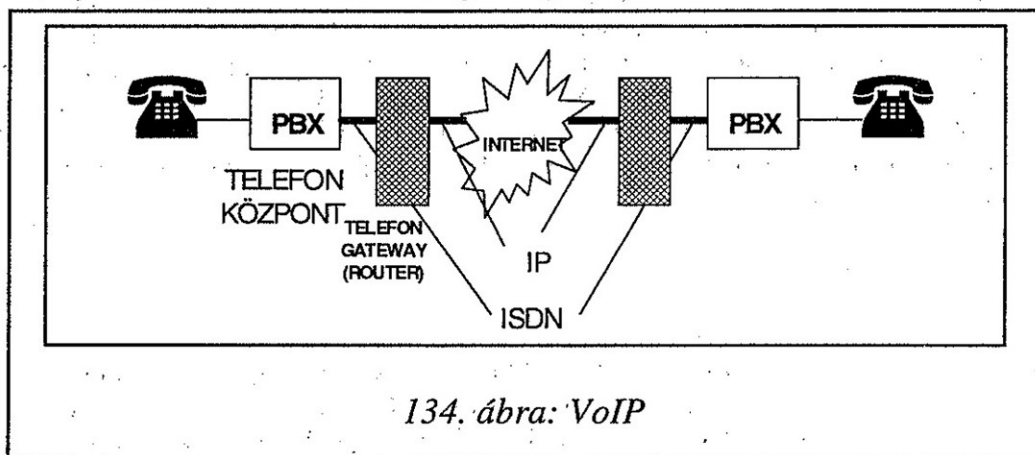 PBX
INTERNET
PBX
TELEFON
KÖZPONT
TELEFON
GATEWAY
(ROUTER)
IP
ISDN
134. ábra: VoIP